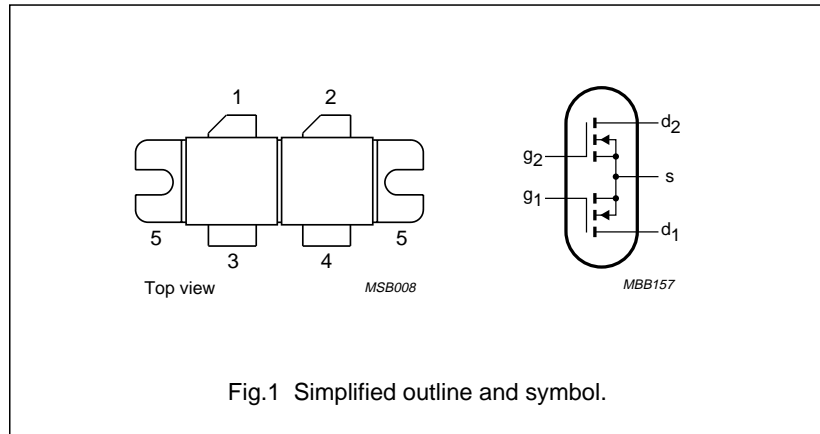 1 2
5 5
3 4
Top view MSB008
d2
g2
s
g1
d1
MBB157
Fig.1 Simplified outline and symbol.